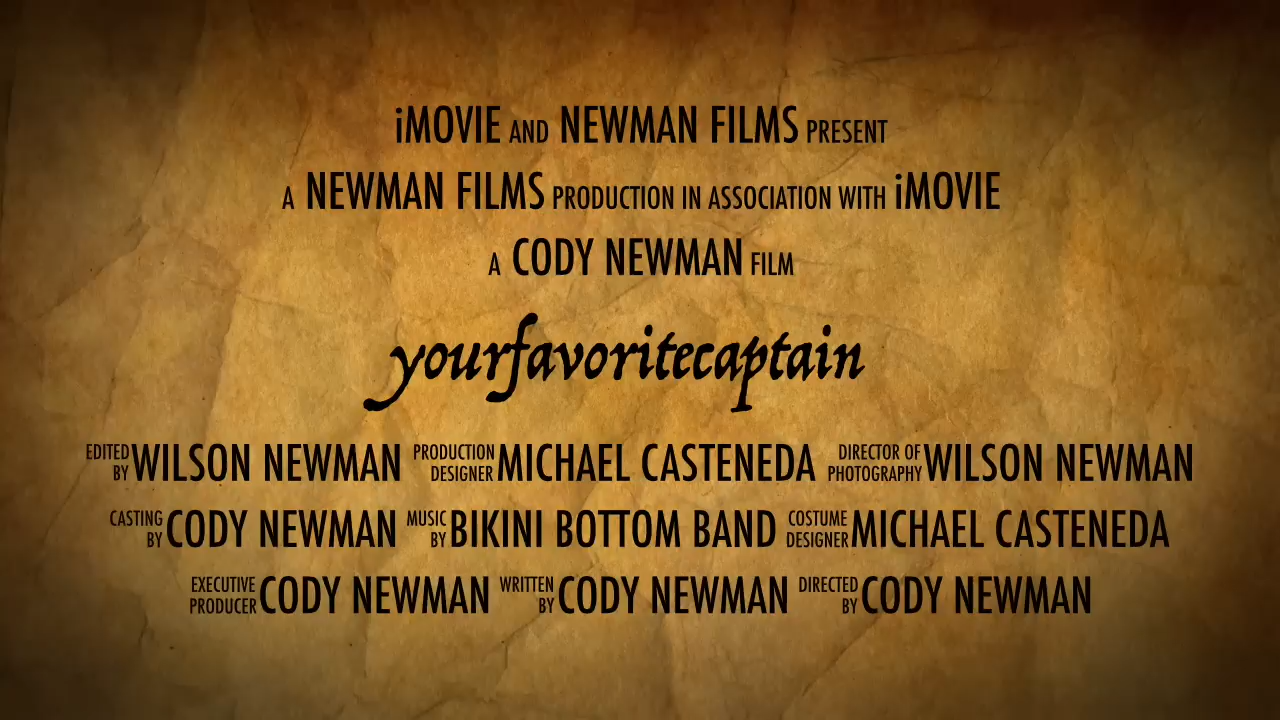 iMOVIE AND NEWMAN FILMS PRESENT
A NEWMAN FILMS PRODUCTION IN ASSOCIATION WITH iMOVIE
A CODY NEWMAN FILM
yourfavoritecaptain
EDITED BY WILSON NEWMAN PRODUCTION DESIGNER MICHAEL CASTENEDA DIRECTOR OF PHOTOGRAPHY WILSON NEWMAN
CASTING BY CODY NEWMAN MUSIC BY BIKINI BOTTOM BAND COSTUME DESIGNER MICHAEL CASTENEDA
EXECUTIVE PRODUCER CODY NEWMAN WRITTEN BY CODY NEWMAN DIRECTED BY CODY NEWMAN